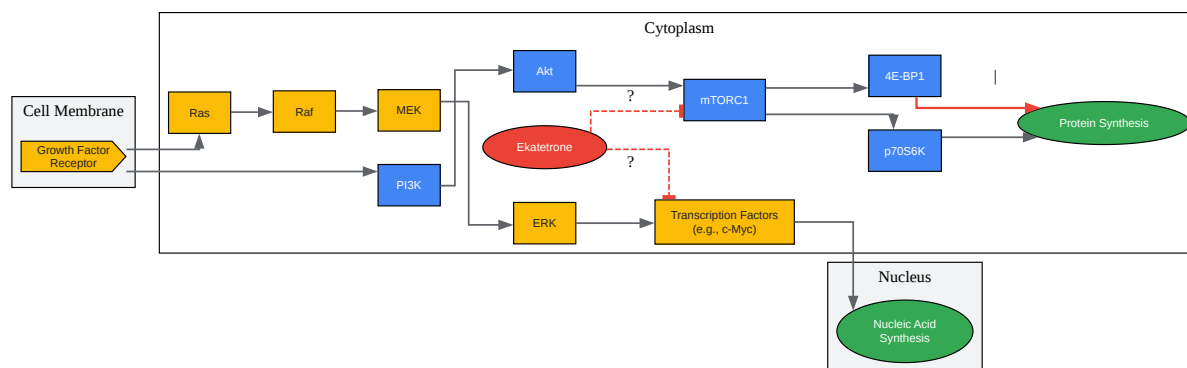 Cytoplasm
Cell Membrane
Growth Factor
Receptor
Ras
Raf
MEK
PI3K
Akt
?
Ekatetrone
?
ERK
mTORC1
Transcription Factors
(e.g., c-Myc)
4E-BP1
p70S6K
|
Protein Synthesis
Nucleus
Nucleic Acid
Synthesis